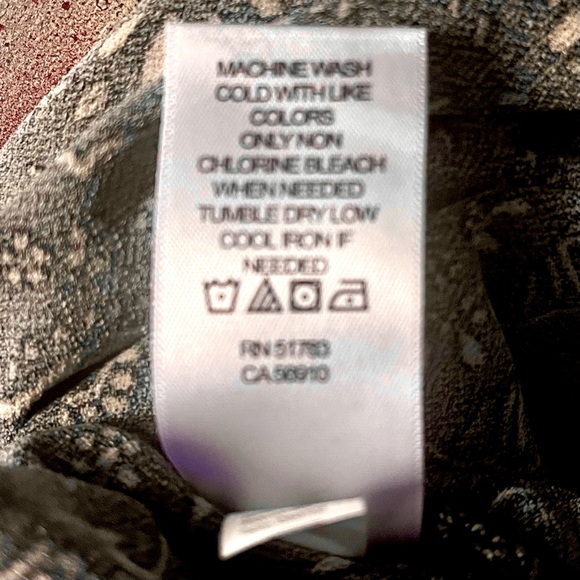 MACHINE WASH
COLD WITH LIKE
COLORS
ONLY NON
CHLORINE BLEACH
WHEN NEEDED
TUMBLE DRY LOW
COOL IRON IF
NEEDED
RN 51783
CA 56910